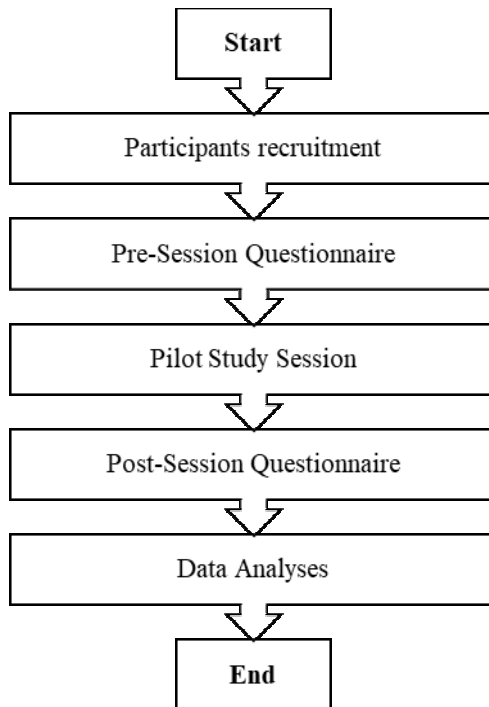 Start
Participants recruitment
Pre-Session Questionnaire
Pilot Study Session
Post-Session Questionnaire
Data Analyses
End